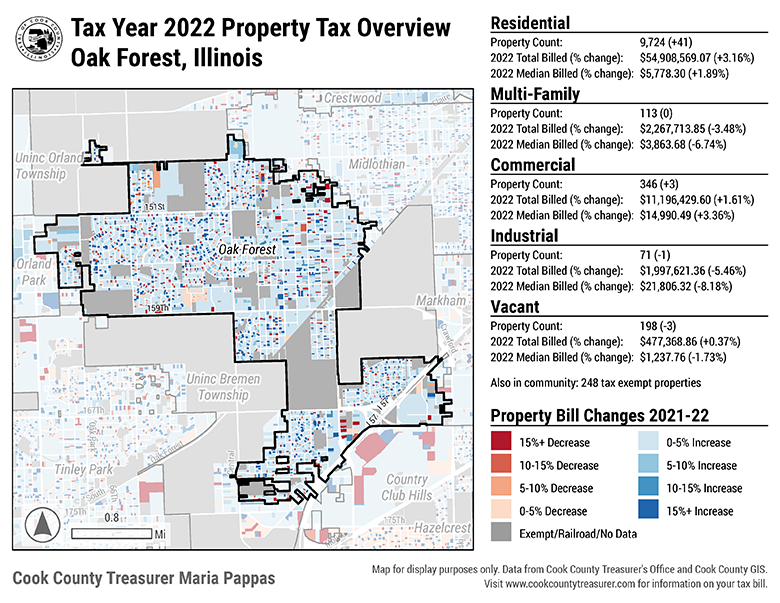 Tax Year 2022 Property Tax Overview
Oak Forest, Illinois
Crestwood
Claire
Uninc Orland
Township
Midlothian
151St
Oak Forest
Orland
Park
159Th
Markham
Crawford
Uninc Bremen
Township
57
57
167Th
Oak Park
Oak Forest
Central
Tinley Park
South
175Th
Country
Club Hills
175Th
Hazelcrest
0.8
Mi
Residential
Property Count: 9,724 (+41)
2022 Total Billed (% change): $54,908,569.07 (+3.16%)
2022 Median Billed (% change): $5,778.30 (+1.89%)
Multi-Family
Property Count: 113 (0)
2022 Total Billed (% change): $2,267,713.85 (-3.48%)
2022 Median Billed (% change): $3,863.68 (-6.74%)
Commercial
Property Count: 346 (+3)
2022 Total Billed (% change): $11,196,429.60 (+1.61%)
2022 Median Billed (% change): $14,990.49 (+3.36%)
Industrial
Property Count: 71 (-1)
2022 Total Billed (% change): $1,997,621.36 (-5.46%)
2022 Median Billed (% change): $21,806.32 (-8.18%)
Vacant
Property Count: 198 (-3)
2022 Total Billed (% change): $477,368.86 (+0.37%)
2022 Median Billed (% change): $1,237.76 (-1.73%)
Also in community: 248 tax exempt properties
Property Bill Changes 2021-22
15%+ Decrease
10-15% Decrease
5-10% Decrease
0-5% Decrease
0-5% Increase
5-10% Increase
10-15% Increase
15%+ Increase
Exempt/Railroad/No Data
Cook County Treasurer Maria Pappas
Map for display purposes only. Data from Cook County Treasurer's Office and Cook County GIS.
Visit www.cookcountytreasurer.com for information on your tax bill.